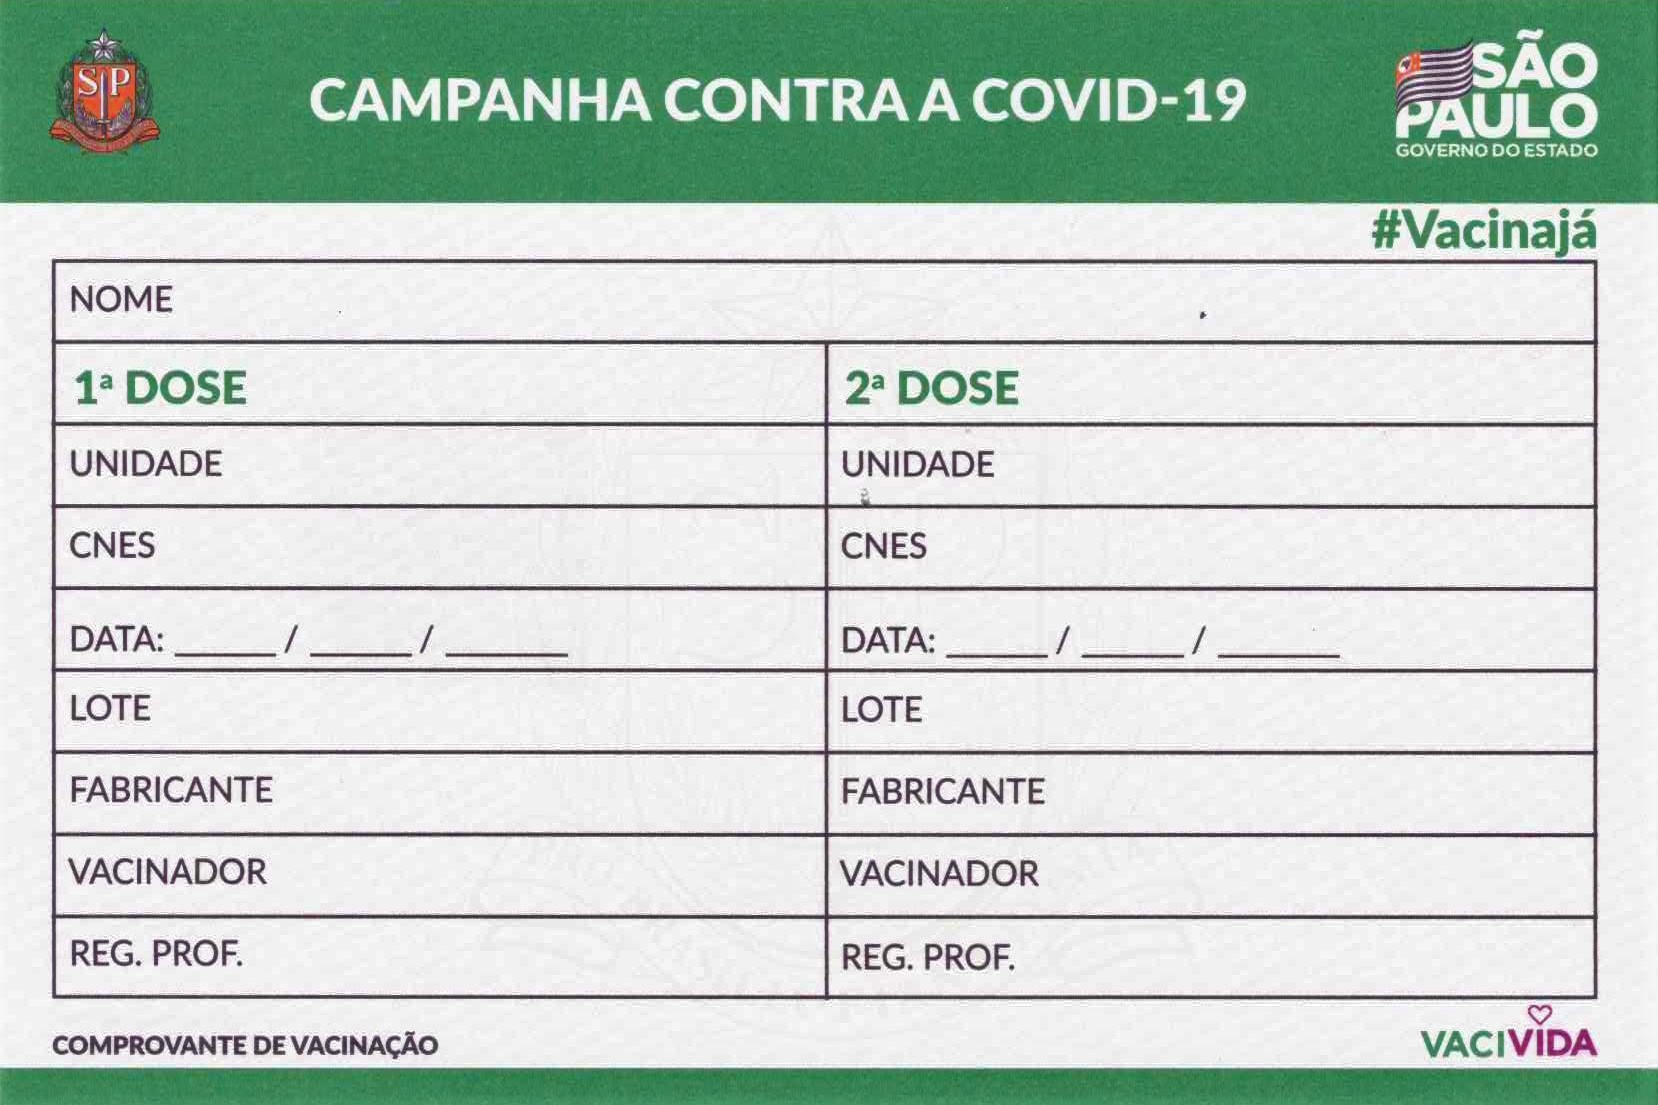 SP
CAMPANHA CONTRA A COVID-19
SÃO
PAULO
GOVERNO DO ESTADO
#Vacinajá
NOME
1ª DOSE 2ª DOSE
UNIDADE UNIDADE
CNES CNES
DATA: _____ / _____ / ______ DATA: _____ / _____ / ______
LOTE LOTE
FABRICANTE FABRICANTE
VACINADOR VACINADOR
REG. PROF. REG. PROF.
COMPROVANTE DE VACINAÇÃO
VACIVIDA